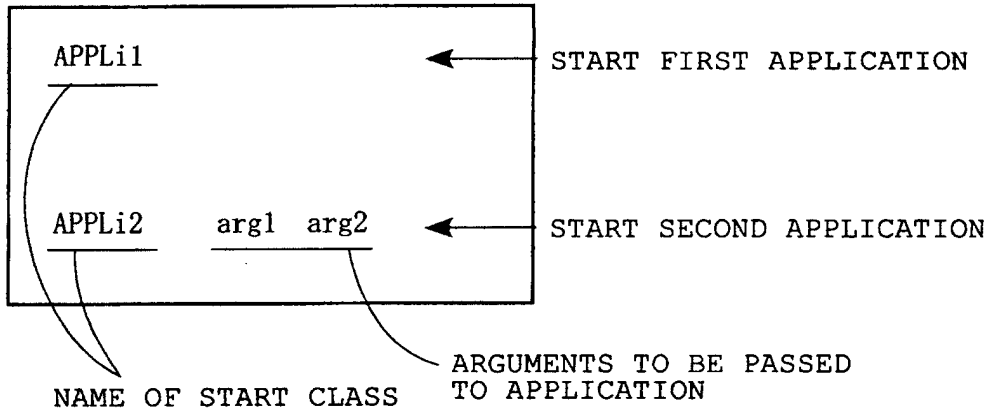 APPLi1
START FIRST APPLICATION
APPLi2 arg1 arg2
START SECOND APPLICATION
ARGUMENTS TO BE PASSED
TO APPLICATION
NAME OF START CLASS